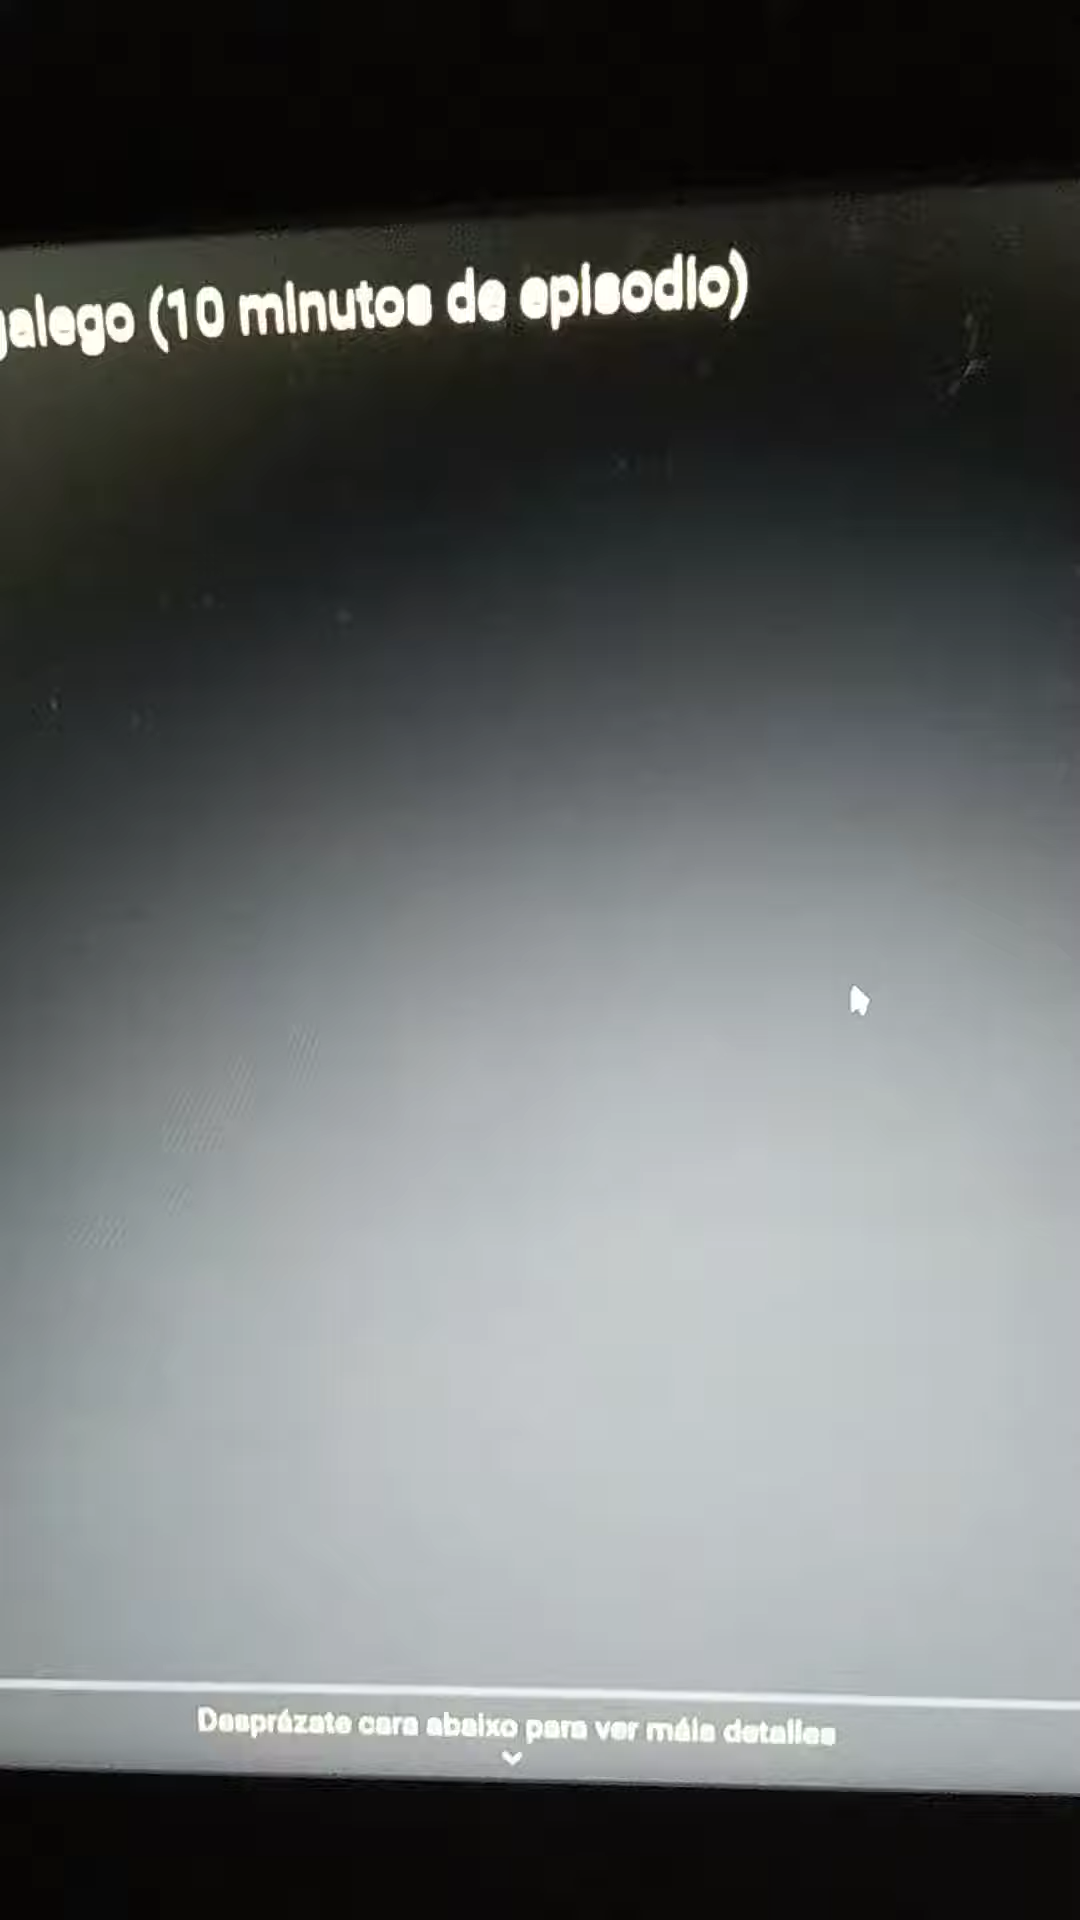 galego (10 minutos de episodio)
Desprázate cara abaixo para ver máis detalles